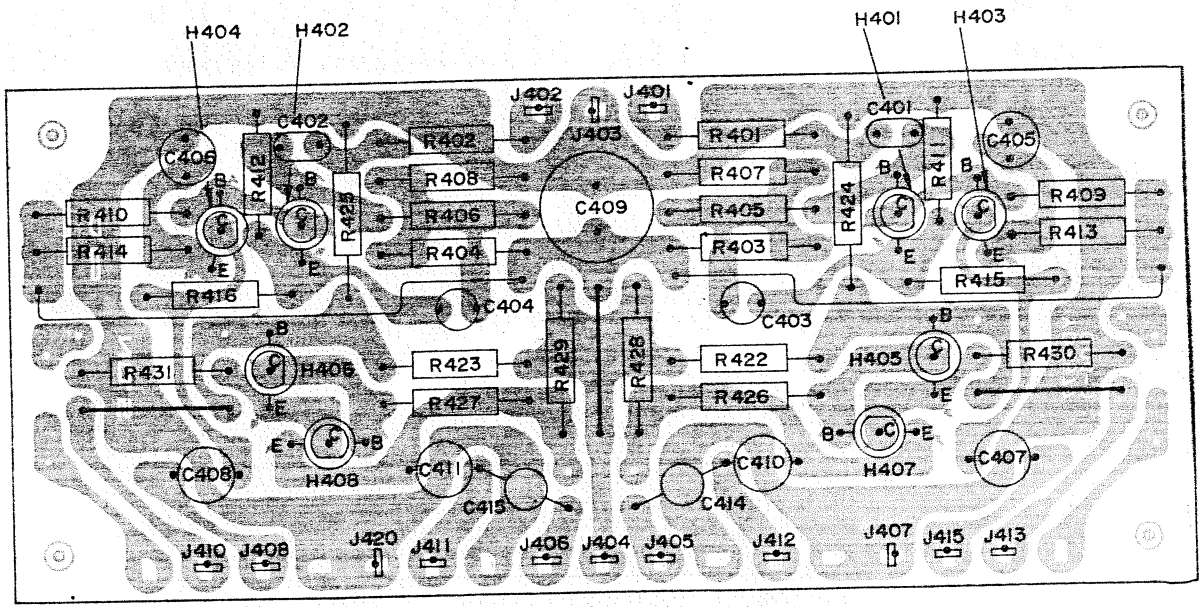 H404
H402
H401
H403
J402
J403
J401
C406
R412
C402
R425
R402
R408
R406
R404
C409
R401
R407
R405
R403
R424
C401
R411
C405
B
C
E
B
C
E
B
C
E
B
C
E
R410
R414
R416
R409
R413
R415
C404
C403
R431
B
C
E
H406
R423
R427
R429
R428
R422
R426
H405
B
C
E
R430
E
C
B
H408
B
C
E
H407
C408
C411
C415
C414
C410
C407
J410
J408
J420
J411
J406
J404
J405
J412
J407
J415
J413